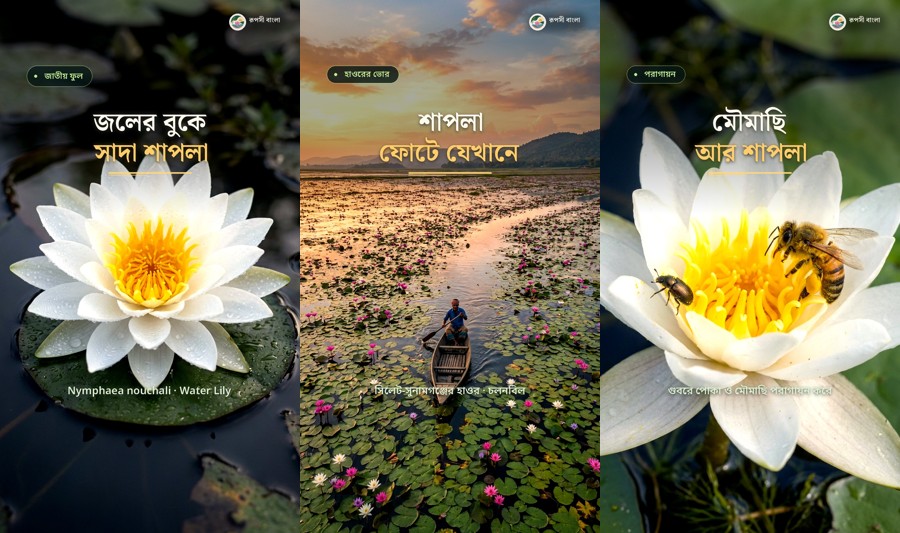 রূপসী বাংলা
জাতীয় ফুল
জলের বুকে
সাদা শাপলা
Nymphaea nouchali · Water Lily
রূপসী বাংলা
হাওরের ভোর
শাপলা
ফোটে যেখানে
সিলেট-সুনামগঞ্জের হাওর · চলনবিল
রূপসী বাংলা
পরাগায়ন
মৌমাছি
আর শাপলা
গুবরে পোকা ও মৌমাছি পরাগায়ন করে